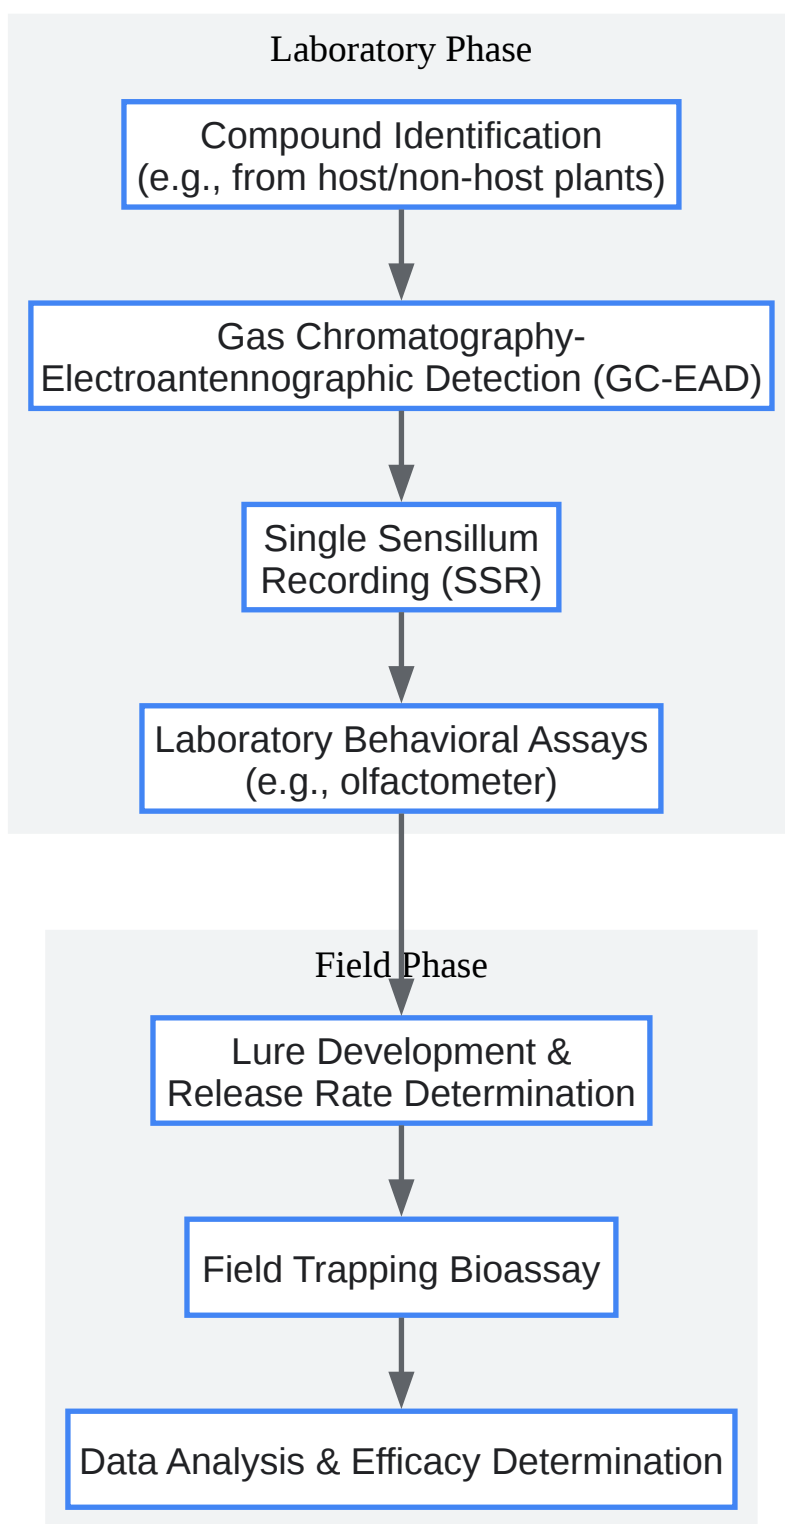 Laboratory Phase
Compound Identification
(e.g., from host/non-host plants)
Gas Chromatography-
Electroantennographic Detection (GC-EAD)
Single Sensillum
Recording (SSR)
Laboratory Behavioral Assays
(e.g., olfactometer)
Field Phase
Lure Development &
Release Rate Determination
Field Trapping Bioassay
Data Analysis & Efficacy Determination